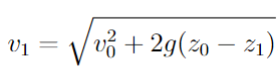 v₁ = √(v₀² + 2g(z₀ − z₁))